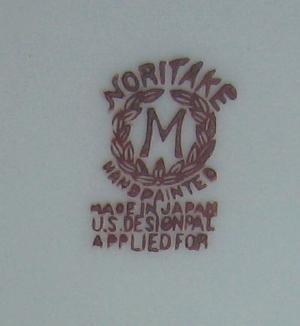 NORITAKE
M
HANDPAINTED
MADE IN JAPAN
U.S. DESIGN PAT.
APPLIED FOR